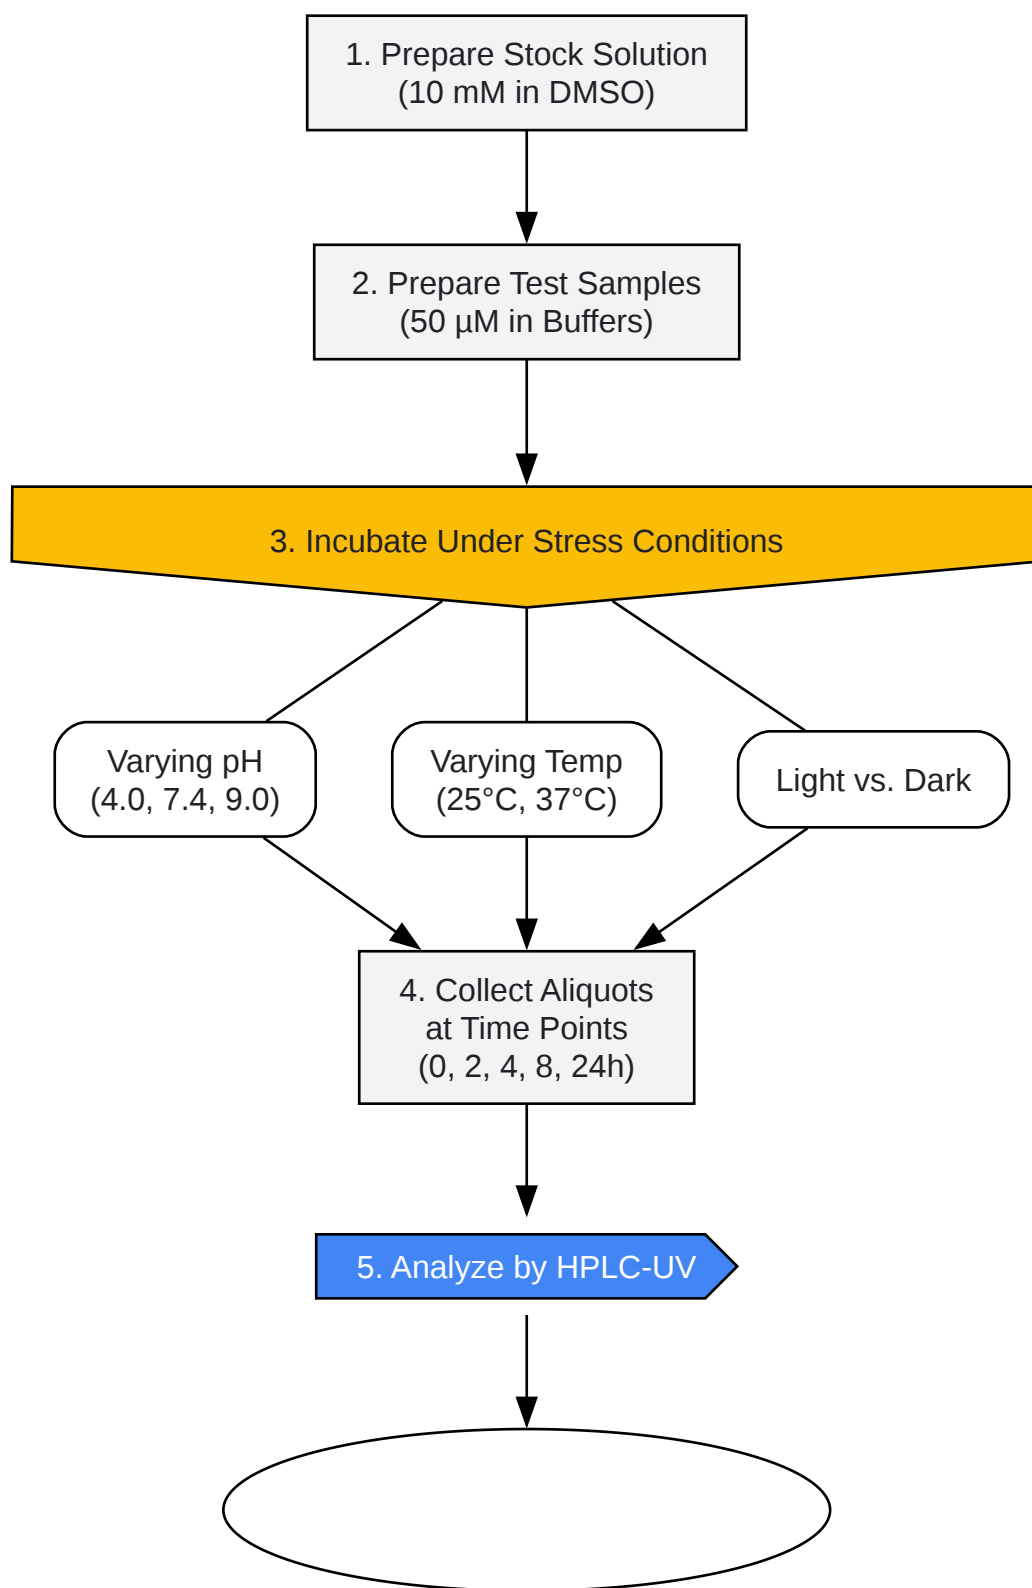 1. Prepare Stock Solution
(10 mM in DMSO)
2. Prepare Test Samples
(50 µM in Buffers)
3. Incubate Under Stress Conditions
Varying pH
(4.0, 7.4, 9.0)
Varying Temp
(25°C, 37°C)
Light vs. Dark
4. Collect Aliquots
at Time Points
(0, 2, 4, 8, 24h)
5. Analyze by HPLC-UV